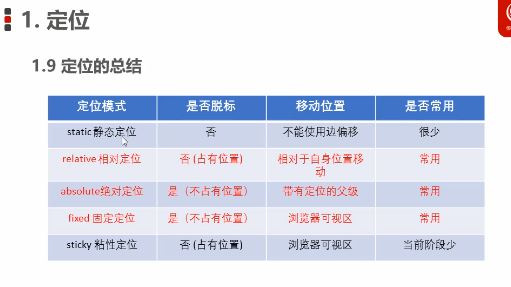 1. 定位
1.9 定位的总结
定位模式 是否脱标 移动位置 是否常用
static 静态定位 否 不能使用边偏移 很少
relative 相对定位 否 (占有位置) 相对于自身位置移动 常用
absolute绝对定位 是（不占有位置） 带有定位的父级 常用
fixed 固定定位 是（不占有位置） 浏览器可视区 常用
sticky 粘性定位 否 (占有位置) 浏览器可视区 当前阶段少